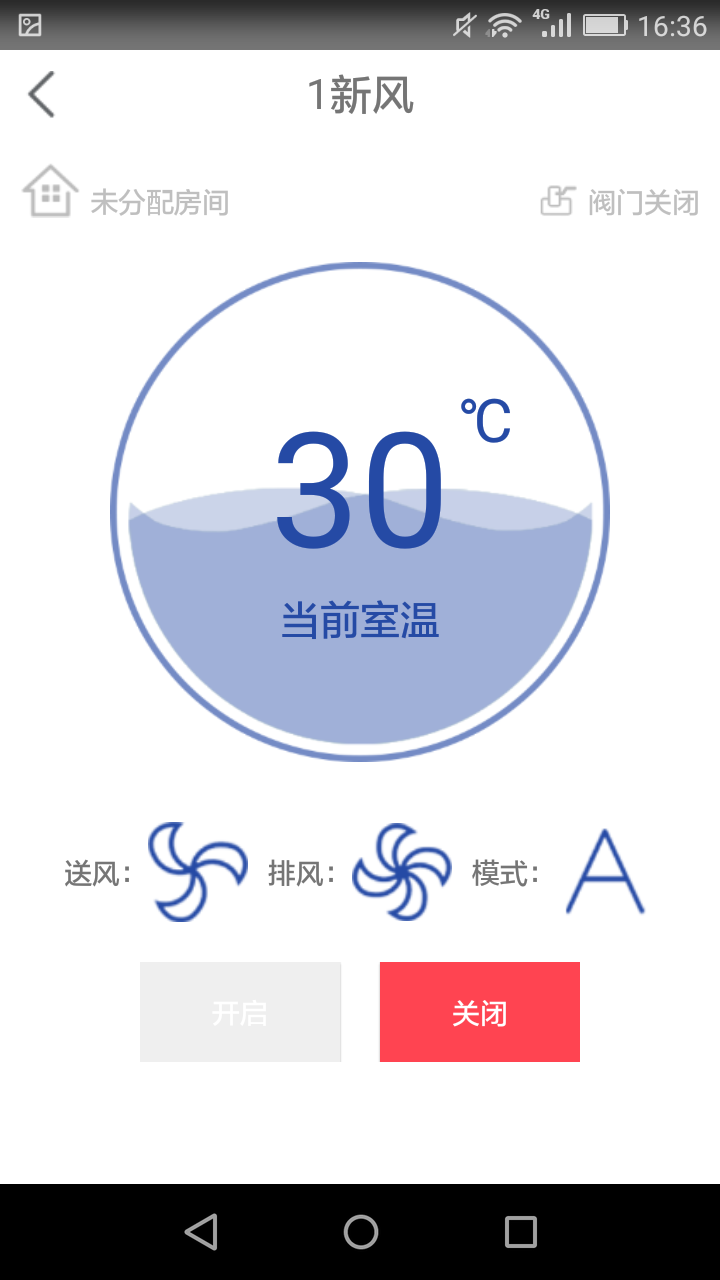 4G 16:36
1新风
未分配房间 阀门关闭
30 ℃
当前室温
送风： 排风： 模式： A
开启 关闭